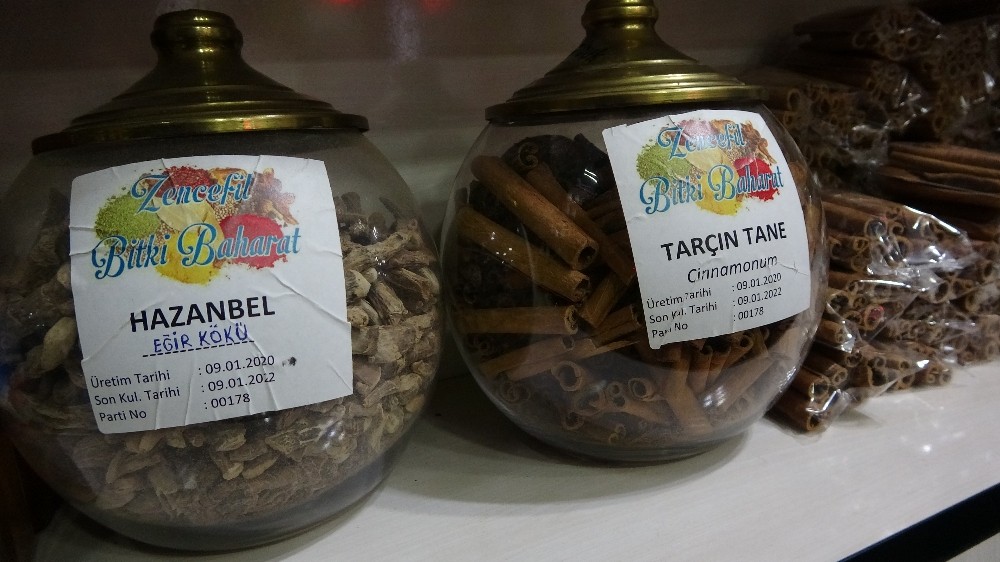 Zencefil
Bitki Baharat
HAZANBEL
EĞİR KÖKÜ
Üretim Tarihi : 09.01.2020
Son Kul. Tarihi : 09.01.2022
Parti No : 00178
Zencefil
Bitki Baharat
TARÇIN TANE
Cinnamonum
Üretim Tarihi : 09.01.2020
Son Kul. Tarihi : 09.01.2022
Parti No : 00178